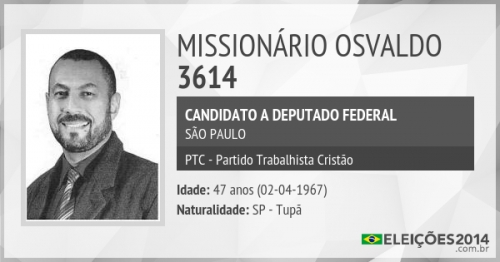 MISSIONÁRIO OSVALDO
3614
CANDIDATO A DEPUTADO FEDERAL
SÃO PAULO
PTC - Partido Trabalhista Cristão
Idade: 47 anos (02-04-1967)
Naturalidade: SP - Tupã
ELEIÇÕES2014
.com.br